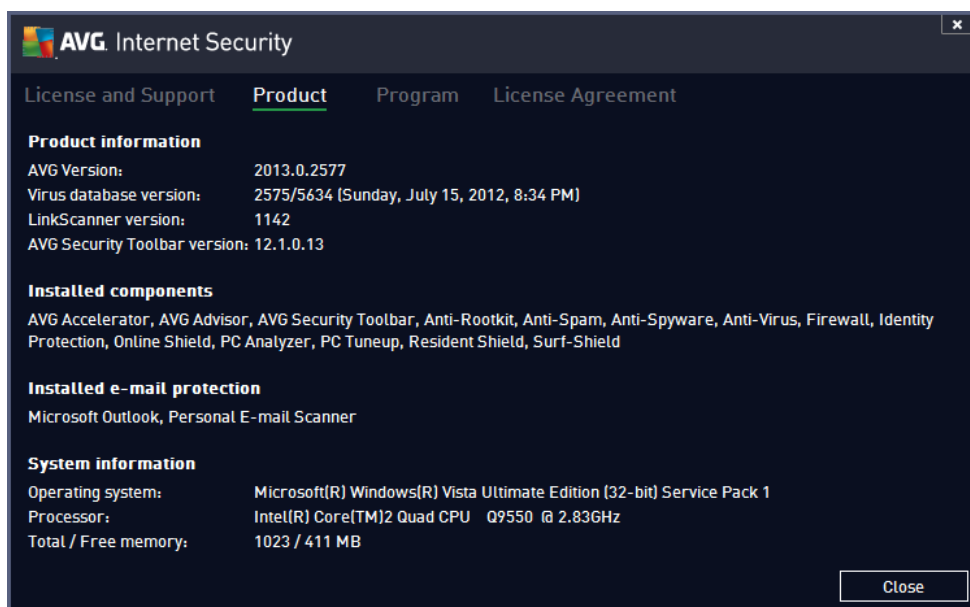 AVG. Internet Security
x
License and Support Product Program License Agreement
Product information
AVG Version: 2013.0.2577
Virus database version: 2575/5634 (Sunday, July 15, 2012, 8:34 PM)
LinkScanner version: 1142
AVG Security Toolbar version: 12.1.0.13
Installed components
AVG Accelerator, AVG Advisor, AVG Security Toolbar, Anti-Rootkit, Anti-Spam, Anti-Spyware, Anti-Virus, Firewall, Identity
Protection, Online Shield, PC Analyzer, PC Tuneup, Resident Shield, Surf-Shield
Installed e-mail protection
Microsoft Outlook, Personal E-mail Scanner
System information
Operating system: Microsoft(R) Windows(R) Vista Ultimate Edition (32-bit) Service Pack 1
Processor: Intel(R) Core(TM)2 Quad CPU Q9550 @ 2.83GHz
Total / Free memory: 1023 / 411 MB
Close